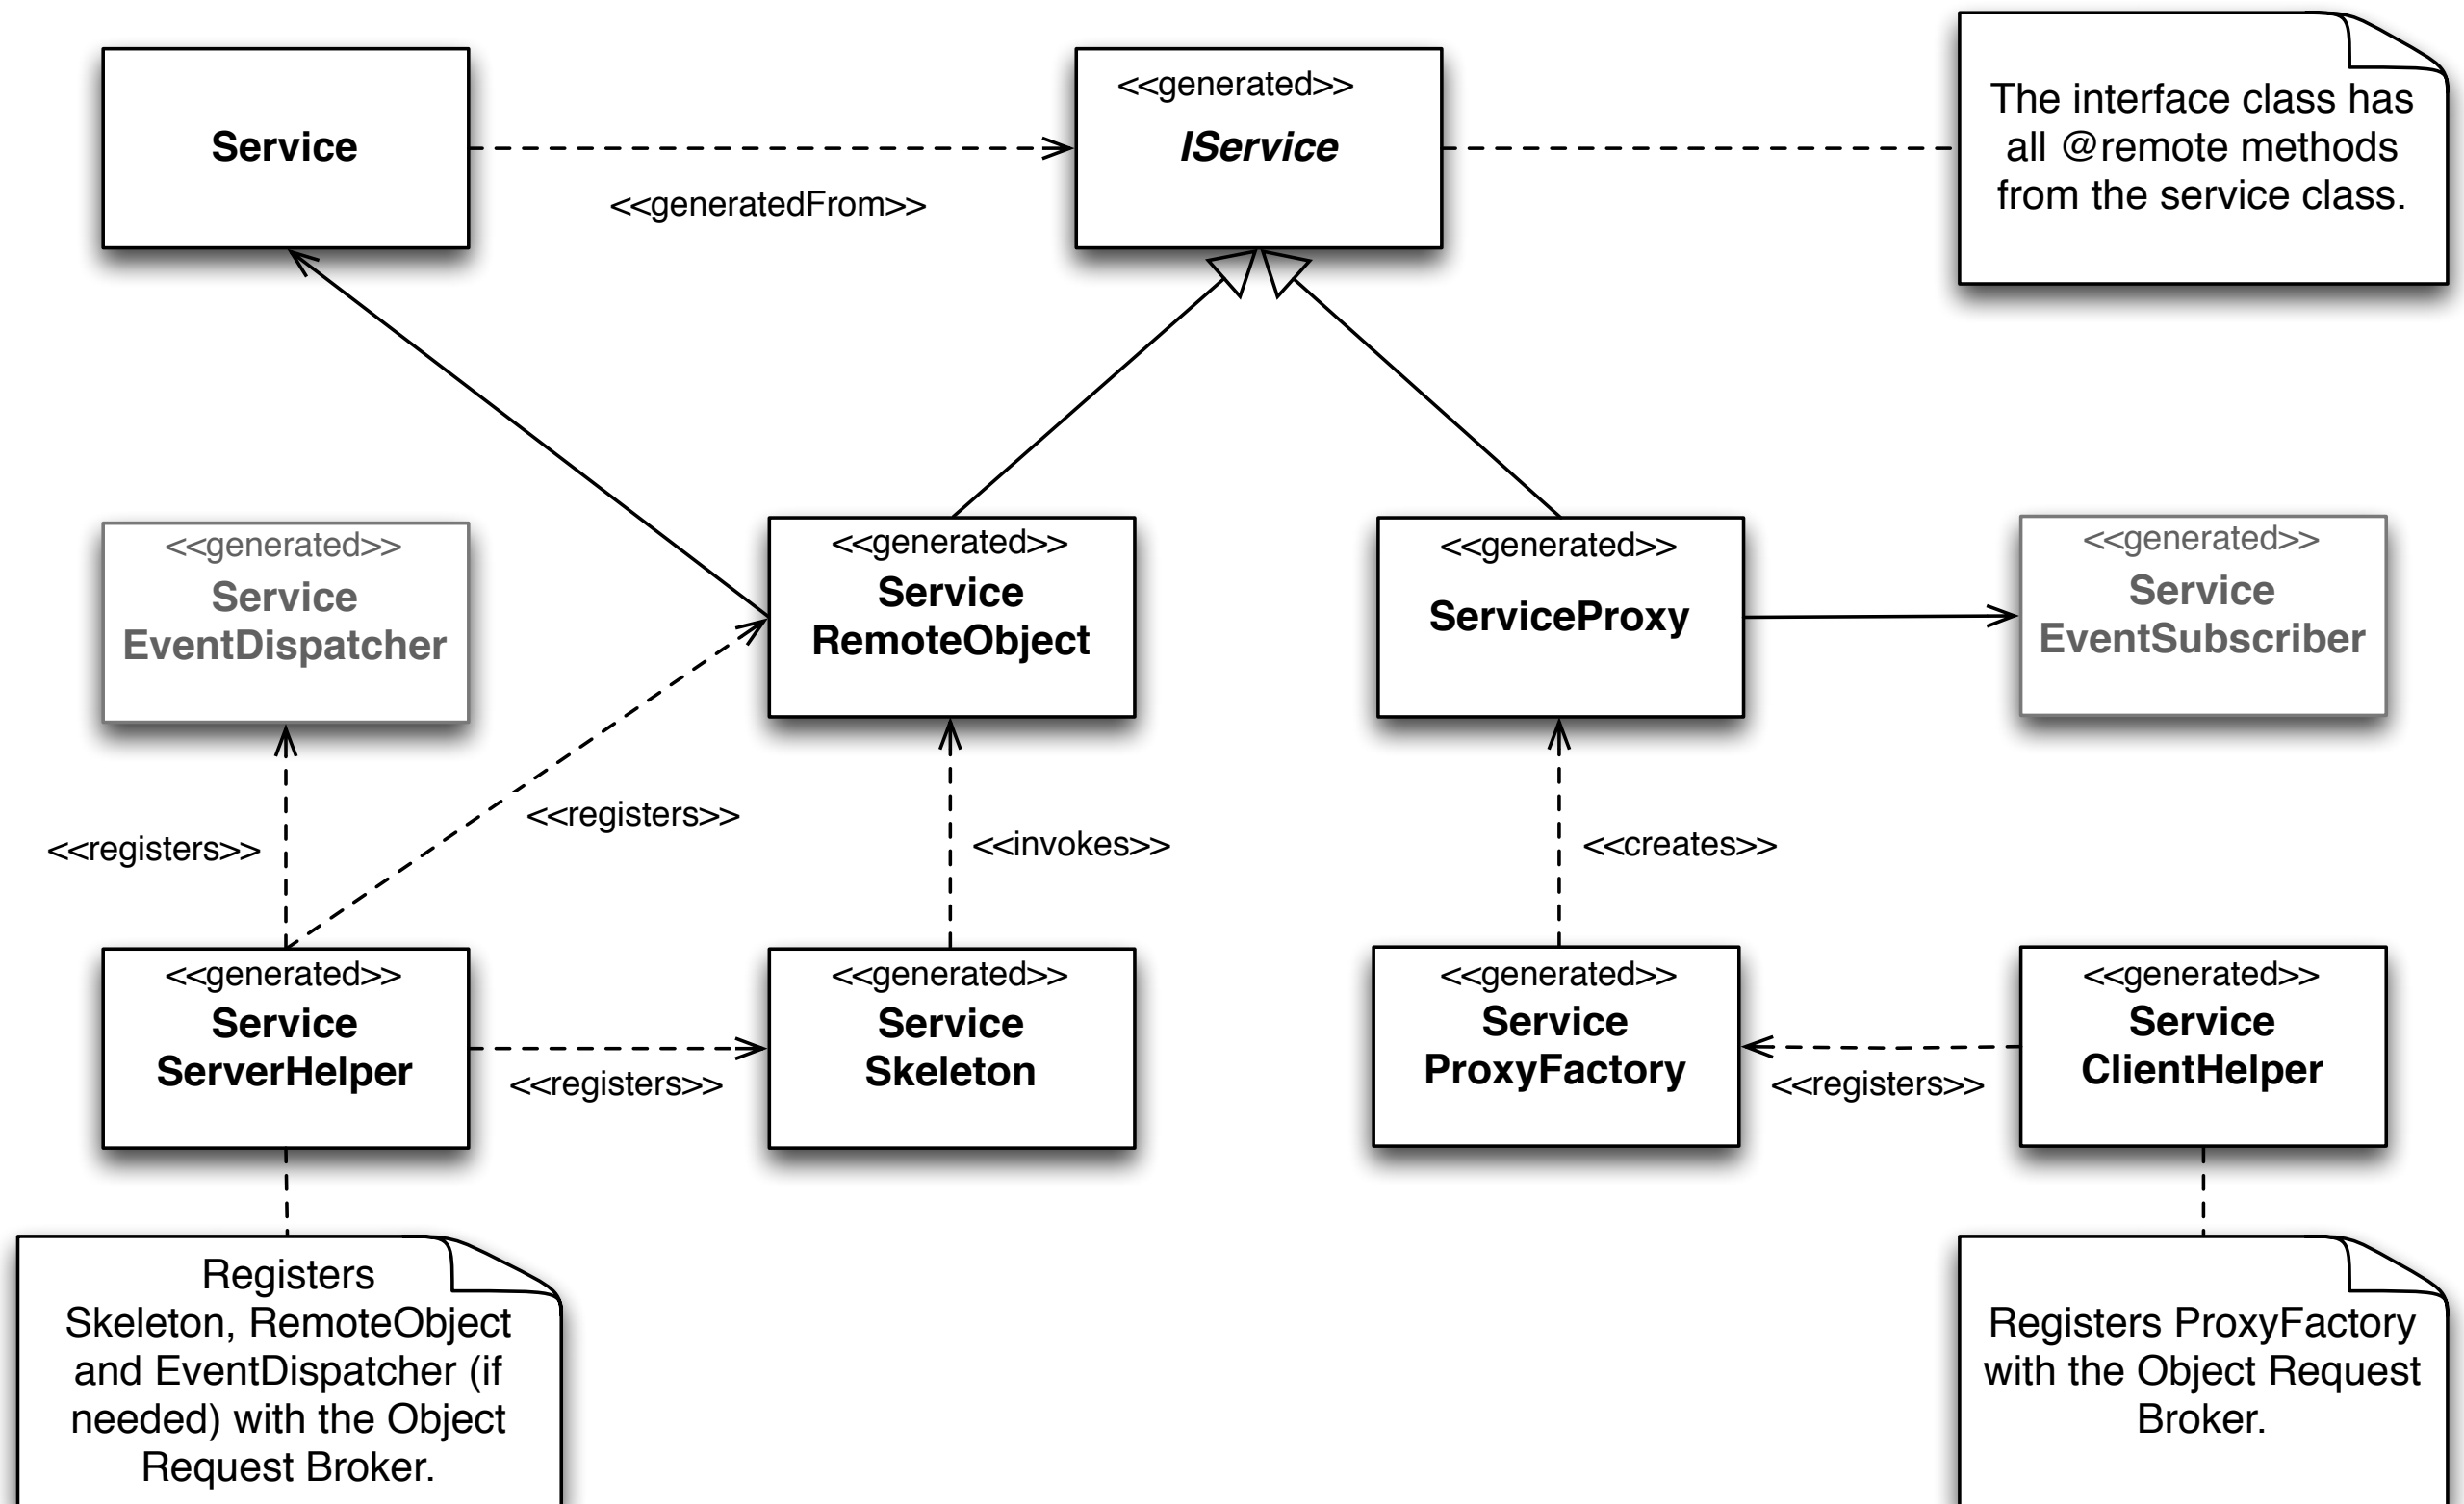 Service
<<generatedFrom>>
<<generated>>
IService
The interface class has
all @remote methods
from the service class.
<<generated>>
Service
EventDispatcher
<<generated>>
Service
RemoteObject
<<generated>>
ServiceProxy
<<generated>>
Service
EventSubscriber
<<registers>>
<<registers>>
<<invokes>>
<<creates>>
<<generated>>
Service
ServerHelper
<<registers>>
<<generated>>
Service
Skeleton
<<generated>>
Service
ProxyFactory
<<registers>>
<<generated>>
Service
ClientHelper
Registers
Skeleton, RemoteObject
and EventDispatcher (if
needed) with the Object
Request Broker.
Registers ProxyFactory
with the Object Request
Broker.